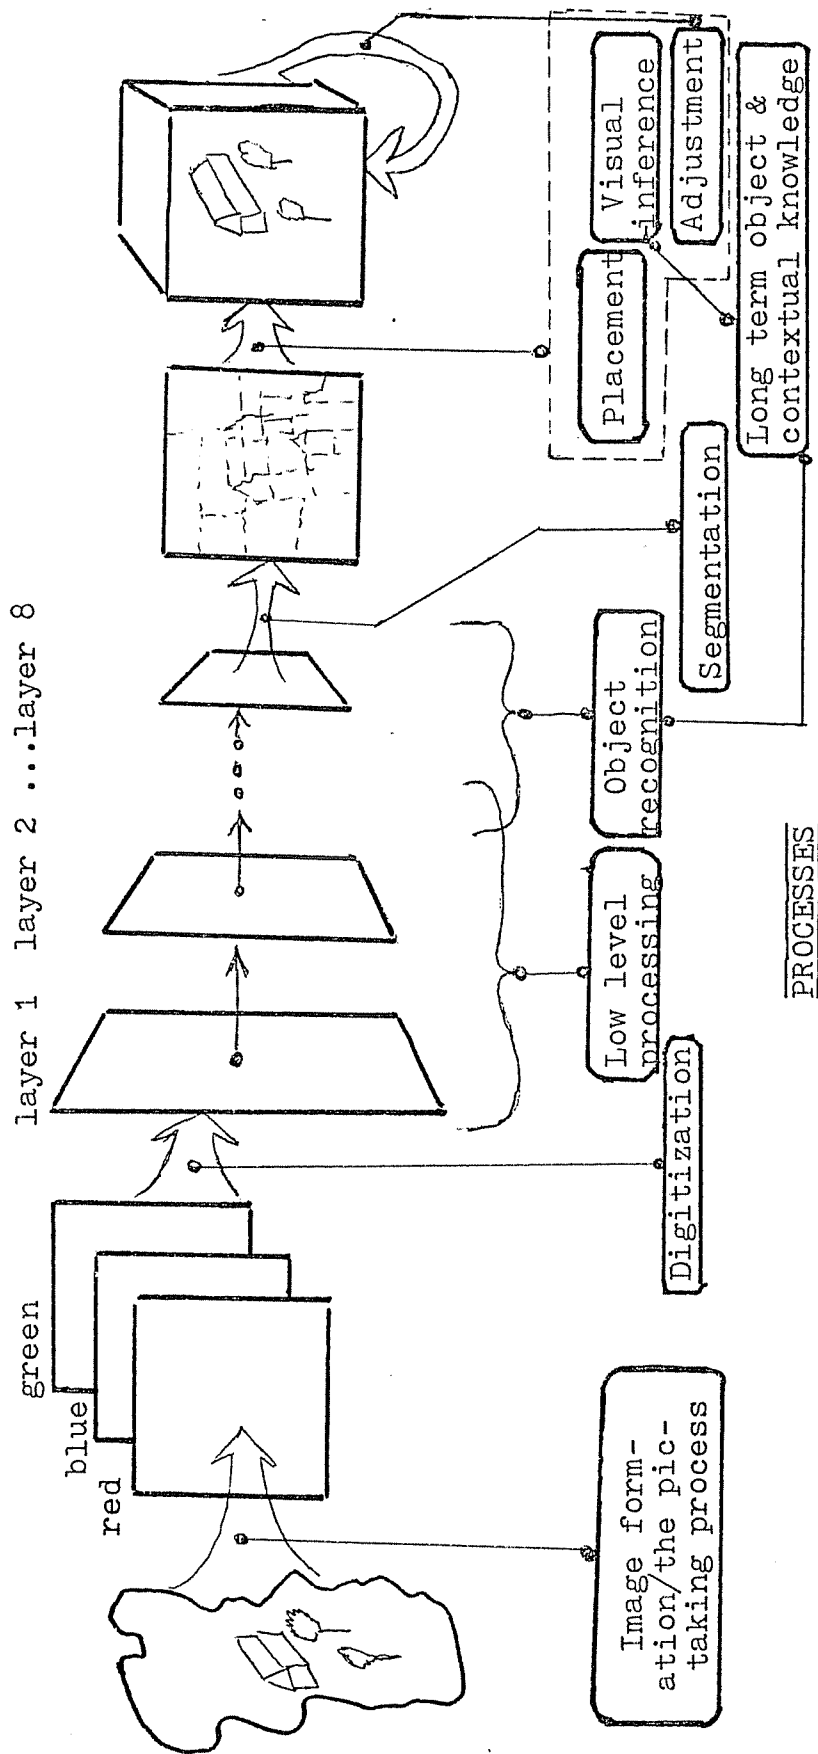 layer 1 layer 2 ...layer 8
green
blue
red
Image form-
ation/the pic-
taking process
Digitization
Low level
processing
Object
recognition
Segmentation
Placement
Visual
inference
Adjustment
Long term object &
contextual knowledge
PROCESSES